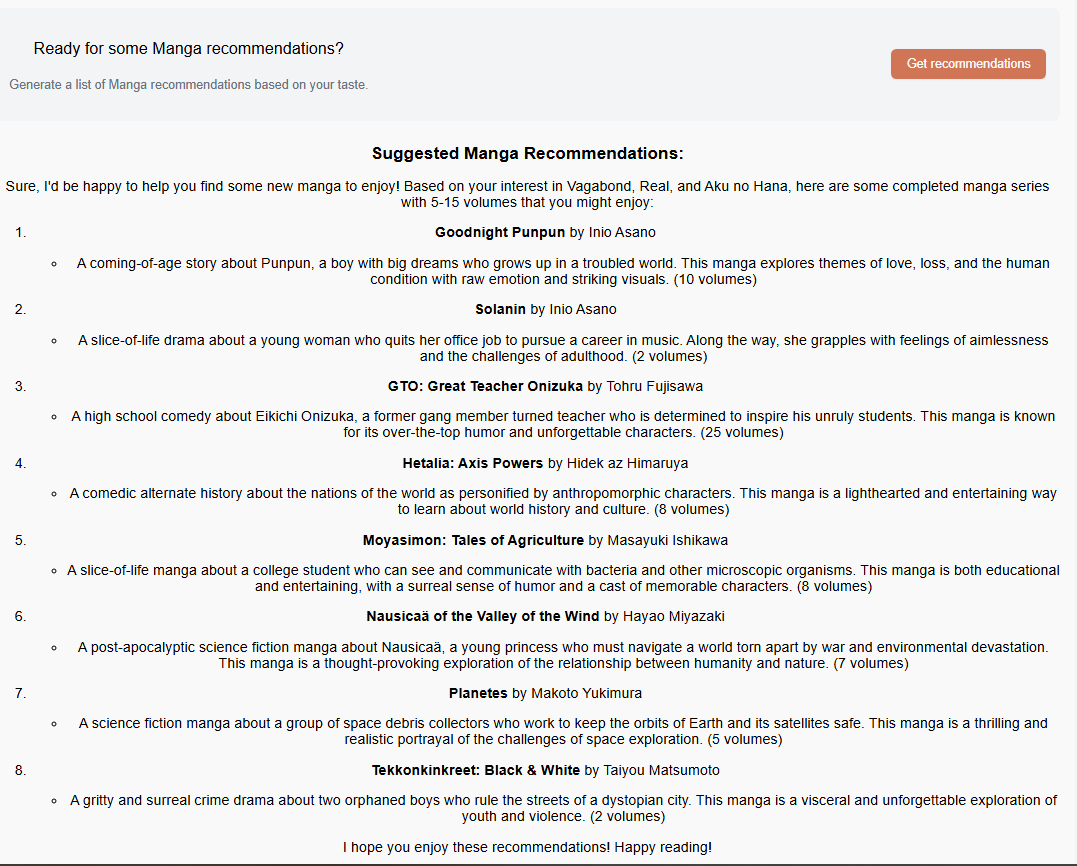 Ready for some Manga recommendations?
Generate a list of Manga recommendations based on your taste.
Get recommendations
Suggested Manga Recommendations:
Sure, I'd be happy to help you find some new manga to enjoy! Based on your interest in Vagabond, Real, and Aku no Hana, here are some completed manga series
with 5-15 volumes that you might enjoy:
1. Goodnight Punpun by Inio Asano
◦ A coming-of-age story about Punpun, a boy with big dreams who grows up in a troubled world. This manga explores themes of love, loss, and the human
condition with raw emotion and striking visuals. (10 volumes)
2. Solanin by Inio Asano
◦ A slice-of-life drama about a young woman who quits her office job to pursue a career in music. Along the way, she grapples with feelings of aimlessness
and the challenges of adulthood. (2 volumes)
3. GTO: Great Teacher Onizuka by Tohru Fujisawa
◦ A high school comedy about Eikichi Onizuka, a former gang member turned teacher who is determined to inspire his unruly students. This manga is known
for its over-the-top humor and unforgettable characters. (25 volumes)
4. Hetalia: Axis Powers by Hidek az Himaruya
◦ A comedic alternate history about the nations of the world as personified by anthropomorphic characters. This manga is a lighthearted and entertaining way
to learn about world history and culture. (8 volumes)
5. Moyasimon: Tales of Agriculture by Masayuki Ishikawa
◦ A slice-of-life manga about a college student who can see and communicate with bacteria and other microscopic organisms. This manga is both educational
and entertaining, with a surreal sense of humor and a cast of memorable characters. (8 volumes)
6. Nausicaä of the Valley of the Wind by Hayao Miyazaki
◦ A post-apocalyptic science fiction manga about Nausicaä, a young princess who must navigate a world torn apart by war and environmental devastation.
This manga is a thought-provoking exploration of the relationship between humanity and nature. (7 volumes)
7. Planetes by Makoto Yukimura
◦ A science fiction manga about a group of space debris collectors who work to keep the orbits of Earth and its satellites safe. This manga is a thrilling and
realistic portrayal of the challenges of space exploration. (5 volumes)
8. Tekkonkinkreet: Black & White by Taiyou Matsumoto
◦ A gritty and surreal crime drama about two orphaned boys who rule the streets of a dystopian city. This manga is a visceral and unforgettable exploration of
youth and violence. (2 volumes)
I hope you enjoy these recommendations! Happy reading!